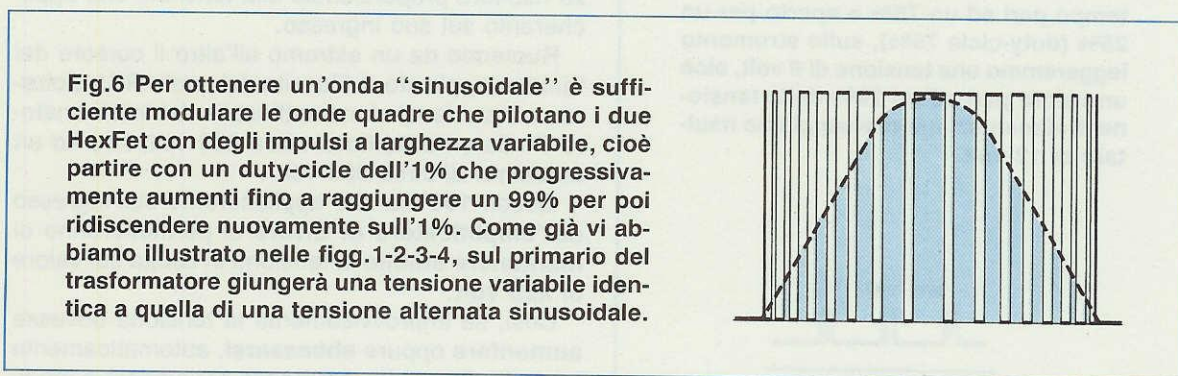 Fig.6 Per ottenere un'onda "sinusoidale" è suffi-
ciente modulare le onde quadre che pilotano i due
HexFet con degli impulsi a larghezza variabile, cioè
partire con un duty-cicle dell'1% che progressiva-
mente aumenti fino a raggiungere un 99% per poi
ridiscendere nuovamente sull'1%. Come già vi ab-
biamo illustrato nelle figg.1-2-3-4, sul primario del
trasformatore giungerà una tensione variabile iden-
tica a quella di una tensione alternata sinusoidale.